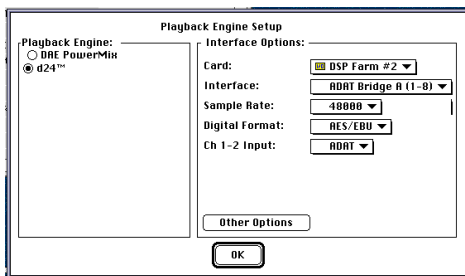 Playback Engine Setup
Playback Engine:
DAE PowerMix
d24™
Interface Options:
Card: DSP Farm #2
Interface: ADAT Bridge A (1-8)
Sample Rate: 48000
Digital Format: AES/EBU
Ch 1-2 Input: ADAT
Other Options
OK